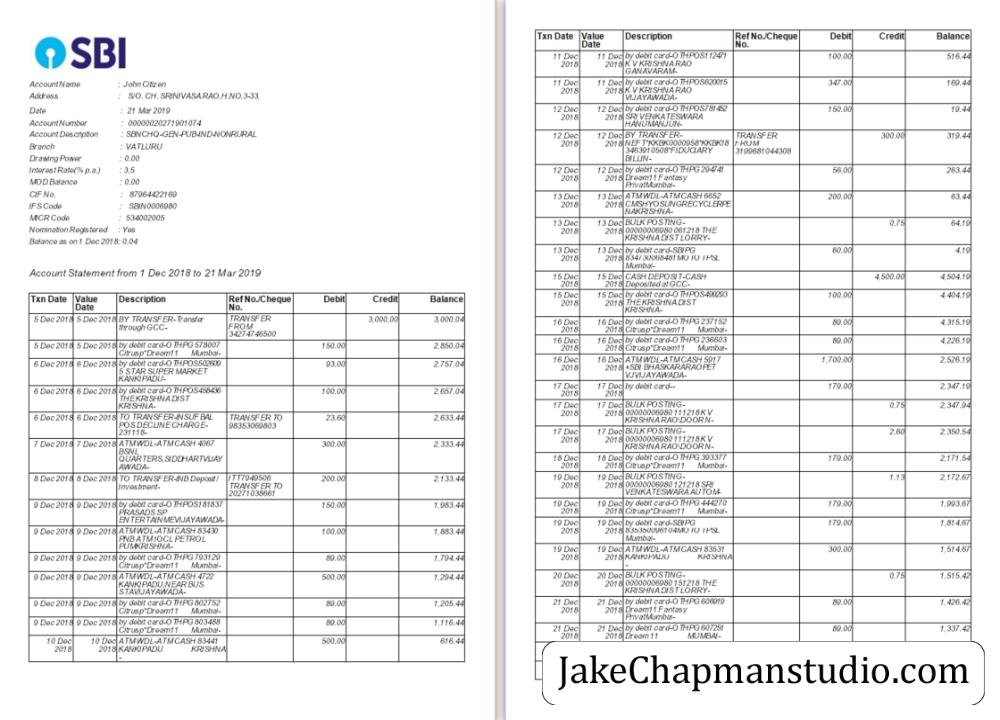 SBI
Account Name : John Citizen
Address : S/O. CH. SRINIVASA RAO, H.NO.3-33,
Date : 21 Mar 2019
Account Number : 00000020271901074
Account Description : SBNCHQ-GEN-PUB-IND-NONRURAL
Branch : VATLURU
Drawing Power : 0.00
Interest Rate(% p.a.) : 3.5
MOD Balance : 0.00
CIF No. : 87964422169
IFS Code : SBIN0006980
MICR Code : 534002005
Nomination Registered : Yes
Balance as on 1 Dec 2018: 0.04
Account Statement from 1 Dec 2018 to 21 Mar 2019
Txn Date Value Description Ref No./Cheque Debit Credit Balance
Date No.
5 Dec 2018 5 Dec 2018 BY TRANSFER-Transfer TRANSFER 3,000.00 3,000.04
through GCC- FROM
34274746500
5 Dec 2018 5 Dec 2018 by debit card-OTHPG 578007 150.00 2,850.04
Citrusp*Dream11 Mumbai-
6 Dec 2018 6 Dec 2018 by debit card-OTHPOS502609 93.00 2,757.04
5 STAR SUPER MARKET
KANKIPADU-
6 Dec 2018 6 Dec 2018 by debit card-OTHPOS458436 100.00 2,657.04
THE KRISHNA DIST
KRISHNA-
6 Dec 2018 6 Dec 2018 TO TRANSFER-INSUF BAL TRANSFER TO 23.60 2,633.44
POS DECLINE CHARGE- 98353069803
231118-
7 Dec 2018 7 Dec 2018 ATM WDL-ATM CASH 4067 300.00 2,333.44
BSNL
QUARTERS,SIDDHARTVIJAY
AWADA-
8 Dec 2018 8 Dec 2018 TO TRANSFER-INB Deposit / ITT7949506 200.00 2,133.44
Investment- TRANSFER TO
20271038661
9 Dec 2018 9 Dec 2018 by debit card-OTHPOS181837 150.00 1,983.44
PRASADS SP
ENTERTAINMEVIJAYAWADA-
9 Dec 2018 9 Dec 2018 ATM WDL-ATM CASH 83430 100.00 1,883.44
PNB ATM IOCL PETROL
PUMKRISHNA-
9 Dec 2018 9 Dec 2018 by debit card-OTHPG 793129 89.00 1,794.44
Citrusp*Dream11 Mumbai-
9 Dec 2018 9 Dec 2018 ATM WDL-ATM CASH 4722 500.00 1,294.44
KANKIPADU,NEAR BUS
STAVIJAYAWADA-
9 Dec 2018 9 Dec 2018 by debit card-OTHPG 802752 89.00 1,205.44
Citrusp*Dream11 Mumbai-
9 Dec 2018 9 Dec 2018 by debit card-OTHPG 803488 89.00 1,116.44
Citrusp*Dream11 Mumbai-
10 Dec 10 Dec ATM WDL-ATM CASH 83441 500.00 616.44
2018 2018 KANKIPADU KRISHNA
-
Txn Date Value Description Ref No./Cheque Debit Credit Balance
Date No.
11 Dec 11 Dec by debit card-OTHPOS112471 100.00 516.44
2018 2018 K V KRISHNA RAO
GANAVARAM-
11 Dec 11 Dec by debit card-OTHPOS620015 347.00 169.44
2018 2018 K V KRISHNA RAO
VIJAYAWADA-
12 Dec 12 Dec by debit card-OTHPOS781452 150.00 19.44
2018 2018 SRI VENKATESWARA
HANUMANJUN-
12 Dec 12 Dec BY TRANSFER- TRANSFER 300.00 319.44
2018 2018 NEFT*KKBK0000958*KKBK18 FROM
3463910508*FIDUCIARY 3199681044308
BILLIN-
12 Dec 12 Dec by debit card-OTHPG 294741 56.00 263.44
2018 2018 Dream11 Fantasy
PrivatMumbai-
13 Dec 13 Dec ATM WDL-ATM CASH 6652 200.00 63.44
2018 2018 CMSHYOSUNGRECYCLERPE
NAKRISHNA-
13 Dec 13 Dec BULK POSTING- 0.75 64.19
2018 2018 00000006980 061218 THE
KRISHNA DIST LORRY-
13 Dec 13 Dec by debit card-SBIPG 60.00 4.19
2018 2018 834730068481MOTO TPSL
Mumbai-
15 Dec 15 Dec CASH DEPOSIT-CASH 4,500.00 4,504.19
2018 2018 Deposited at GCC-
15 Dec 15 Dec by debit card-OTHPOS499293 100.00 4,404.19
2018 2018 THE KRISHNA DIST
KRISHNA-
16 Dec 16 Dec by debit card-OTHPG 237152 89.00 4,315.19
2018 2018 Citrusp*Dream11 Mumbai-
16 Dec 16 Dec by debit card-OTHPG 236603 89.00 4,226.19
2018 2018 Citrusp*Dream11 Mumbai-
16 Dec 16 Dec ATM WDL-ATM CASH 5917 1,700.00 2,526.19
2018 2018 +SBI BHASKARARAOPET
VJVIJAYAWADA-
17 Dec 17 Dec by debit card-- 179.00 2,347.19
2018 2018
17 Dec 17 Dec BULK POSTING- 0.75 2,347.94
2018 2018 00000006980 111218 K V
KRISHNA RAO\DOOR N-
17 Dec 17 Dec BULK POSTING- 2.60 2,350.54
2018 2018 00000006980 111218 K V
KRISHNA RAO\DOOR N-
18 Dec 18 Dec by debit card-OTHPG 393377 179.00 2,171.54
2018 2018 Citrusp*Dream11 Mumbai-
19 Dec 19 Dec BULK POSTING- 1.13 2,172.67
2018 2018 00000006980 121218 SRI
VENKATESWARA AUTOM-
19 Dec 19 Dec by debit card-OTHPG 444270 179.00 1,993.67
2018 2018 Citrusp*Dream11 Mumbai-
19 Dec 19 Dec by debit card-SBIPG 179.00 1,814.67
2018 2018 835350096104MOTO TPSL
Mumbai-
19 Dec 19 Dec ATM WDL-ATM CASH 83531 300.00 1,514.67
2018 2018 KANKIPADU KRISHNA
-
20 Dec 20 Dec BULK POSTING- 0.75 1,515.42
2018 2018 00000006980 151218 THE
KRISHNA DIST LORRY-
21 Dec 21 Dec by debit card-OTHPG 606919 89.00 1,426.42
2018 2018 Dream11 Fantasy
PrivatMumbai-
21 Dec 21 Dec by debit card-OTHPG 607251 89.00 1,337.42
2018 2018 Dream11 MUMBAI-
JakeChapmanstudio.com